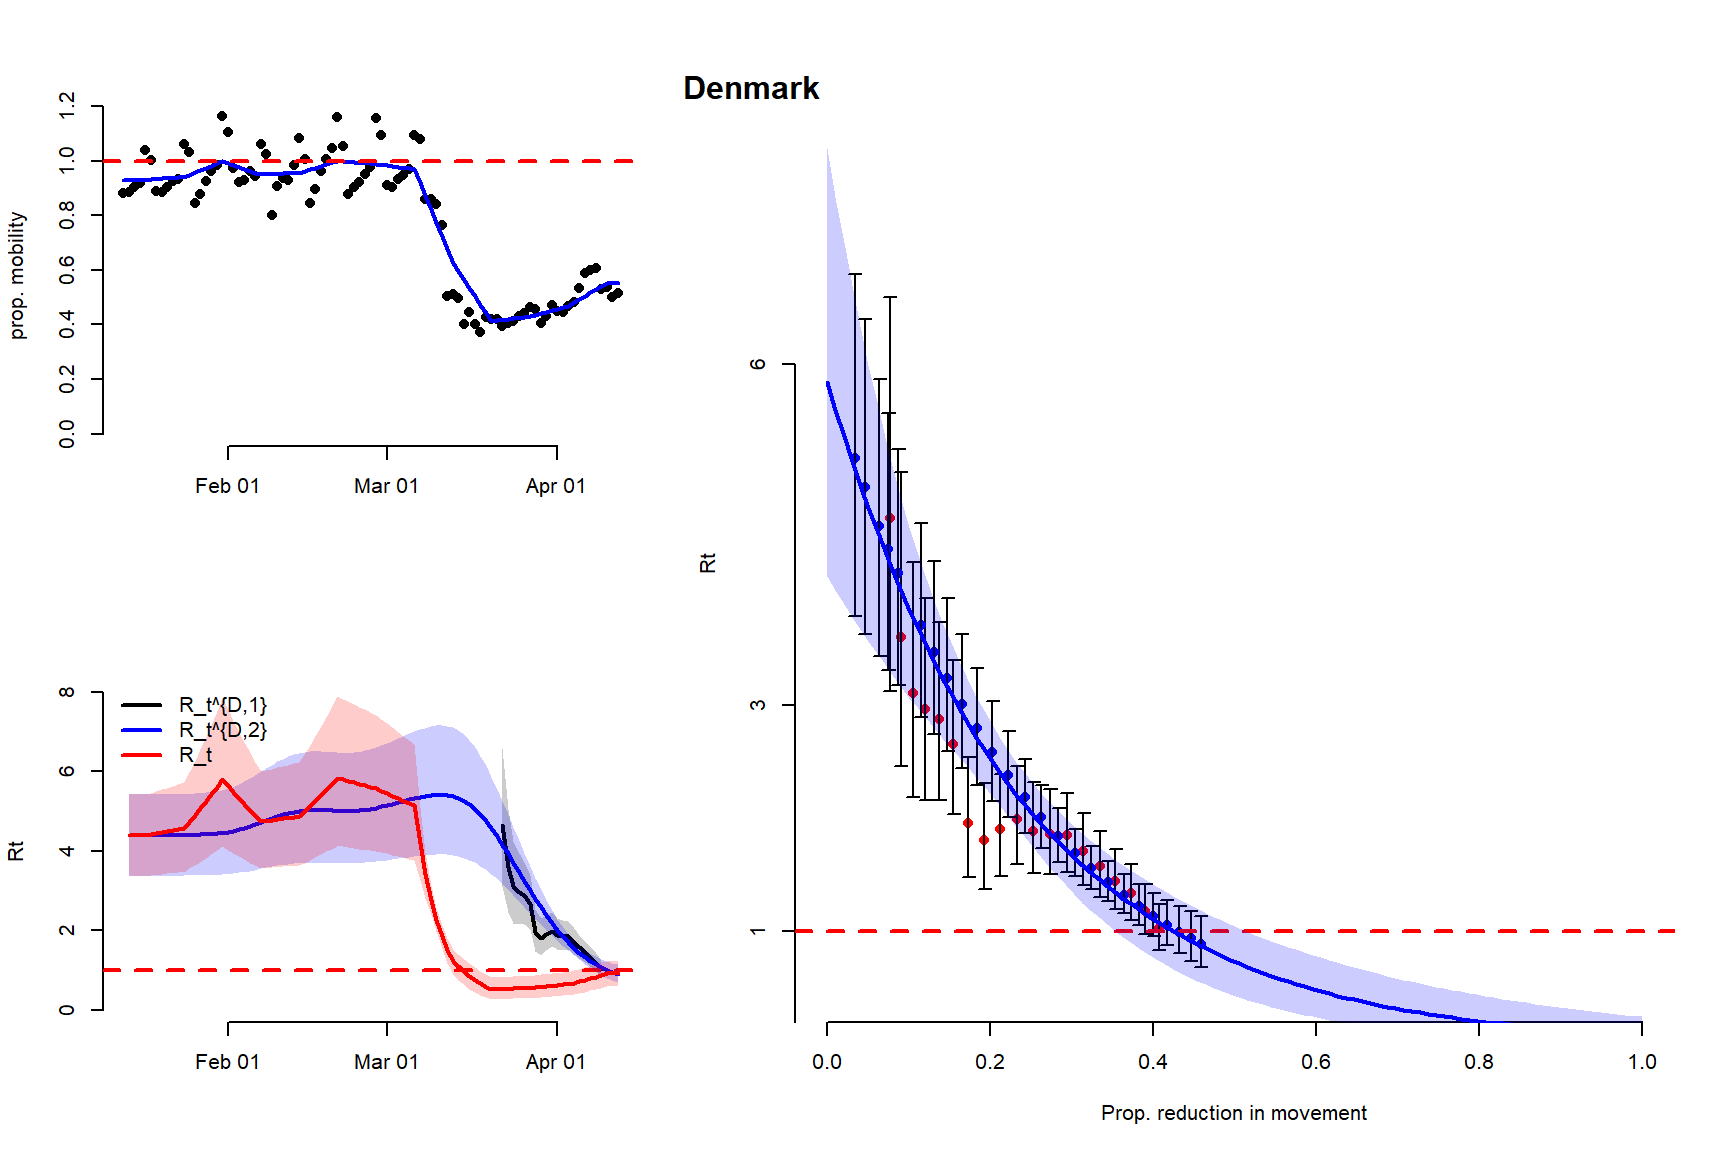 Denmark
prop. mobility
1.2
1.0
0.8
0.6
0.4
0.2
0.0
Feb 01 Mar 01 Apr 01
Rt
8
6
4
2
0
R_t^{D,1}
R_t^{D,2}
R_t
Feb 01 Mar 01 Apr 01
Rt
6
3
1
0.0 0.2 0.4 0.6 0.8 1.0
Prop. reduction in movement